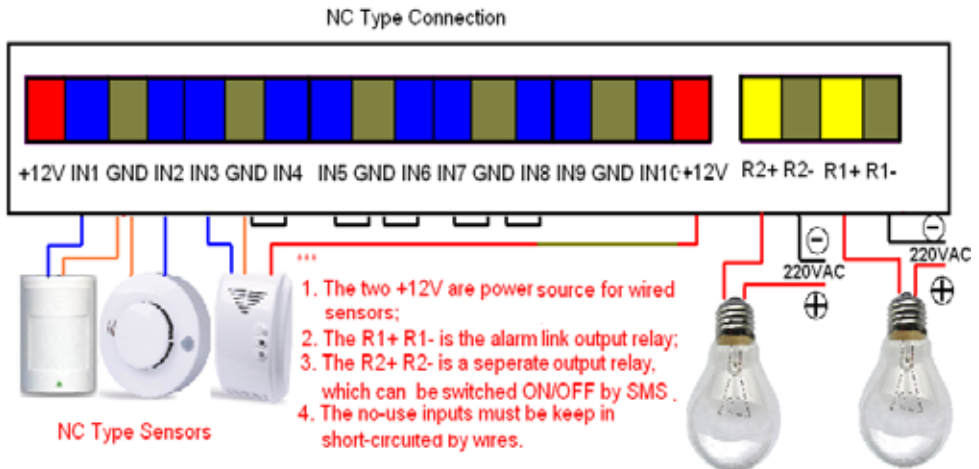 NC Type Connection
+12V IN1 GND IN2 IN3 GND IN4 IN5 GND IN6 IN7 GND IN8 IN9 GND IN10 +12V R2+ R2- R1+ R1-
***
1. The two +12V are power source for wired
sensors;
2. The R1+ R1- is the alarm link output relay;
3. The R2+ R2- is a seperate output relay,
which can be switched ON/OFF by SMS .
4. The no-use inputs must be keep in
short-circuited by wires.
NC Type Sensors
-
220VAC
+
-
220VAC
+